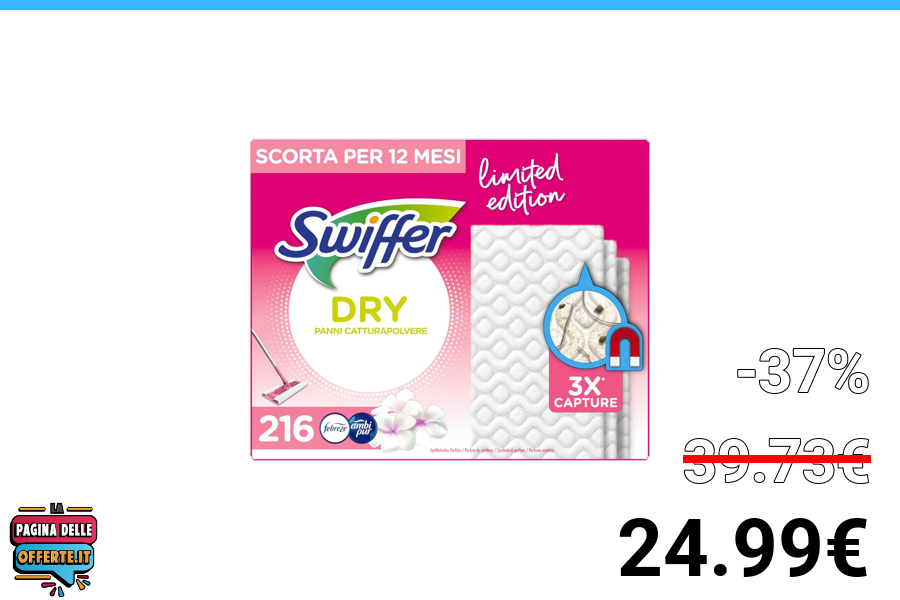 SCORTA PER 12 MESI
limited
edition
Swiffer
DRY
PANNI CATTURAPOLVERE
3X*
CAPTURE
216
febreze
ambi
pur
-37%
39.73€
24.99€
LA
PAGINA DELLE
OFFERTE.IT